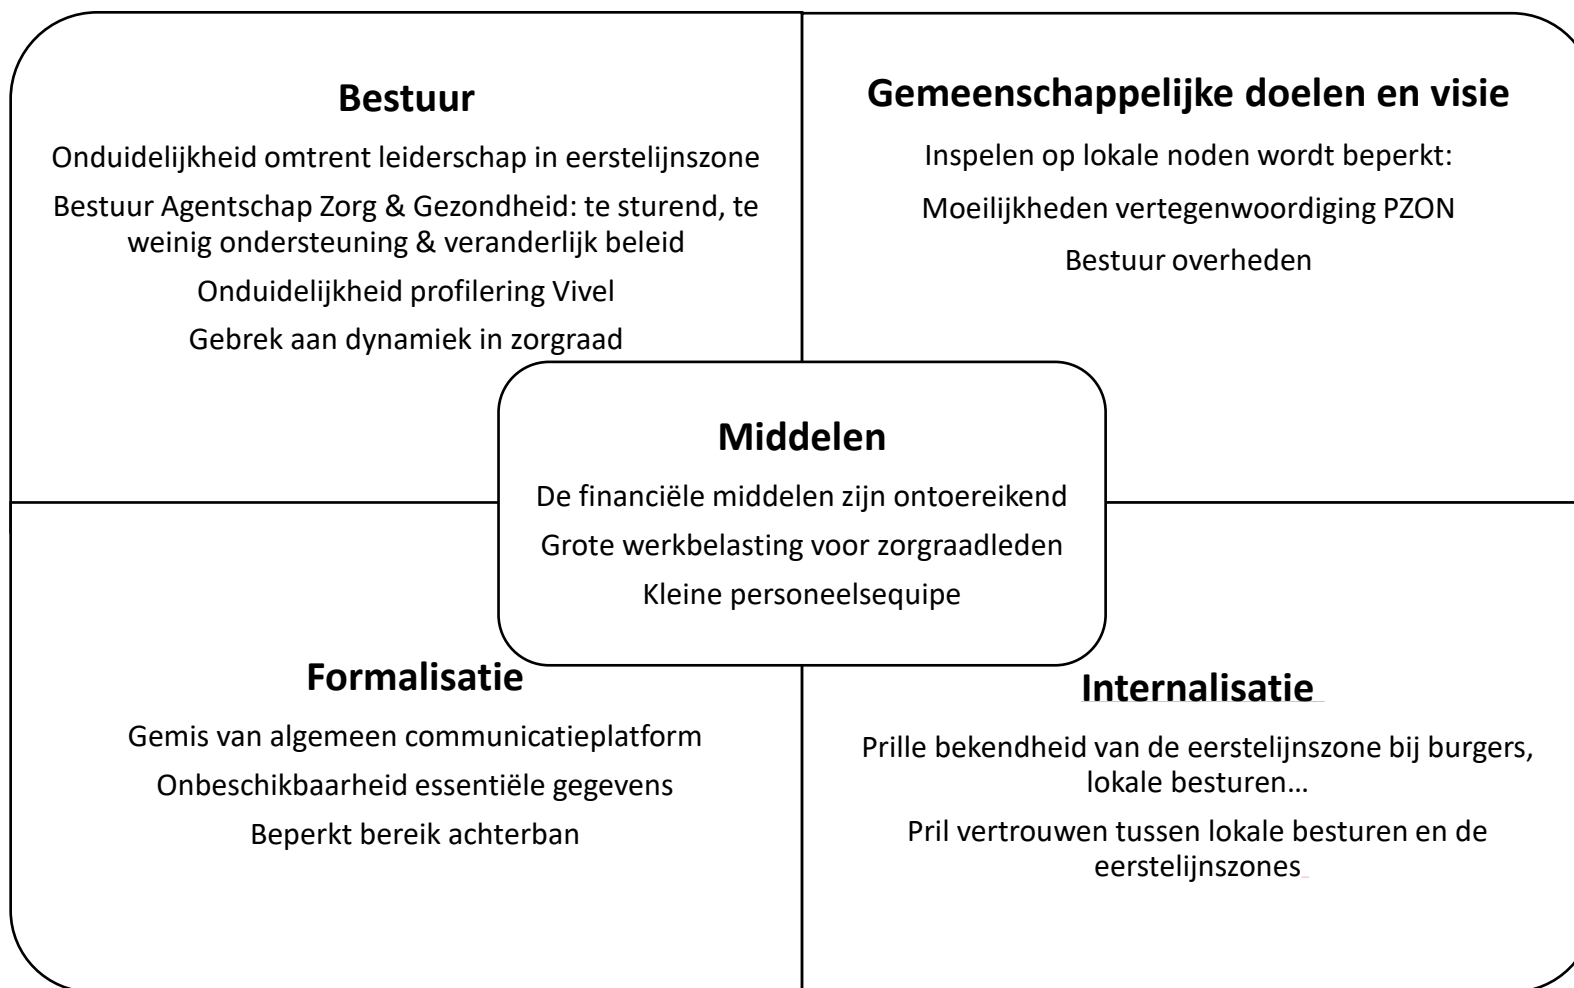 Bestuur
Onduidelijkheid omtrent leiderschap in eerstelijnszone
Bestuur Agentschap Zorg & Gezondheid: te sturend, te
weinig ondersteuning & veranderlijk beleid
Onduidelijkheid profilering Vivel
Gebrek aan dynamiek in zorgraad
Gemeenschappelijke doelen en visie
Inspelen op lokale noden wordt beperkt:
Moeilijkheden vertegenwoordiging PZON
Bestuur overheden
Middelen
De financiële middelen zijn ontoereikend
Grote werkbelasting voor zorgraadleden
Kleine personeelsequipe
Formalisatie
Gemis van algemeen communicatieplatform
Onbeschikbaarheid essentiële gegevens
Beperkt bereik achterban
Internalisatie
Prille bekendheid van de eerstelijnszone bij burgers,
lokale besturen…
Pril vertrouwen tussen lokale besturen en de
eerstelijnszones